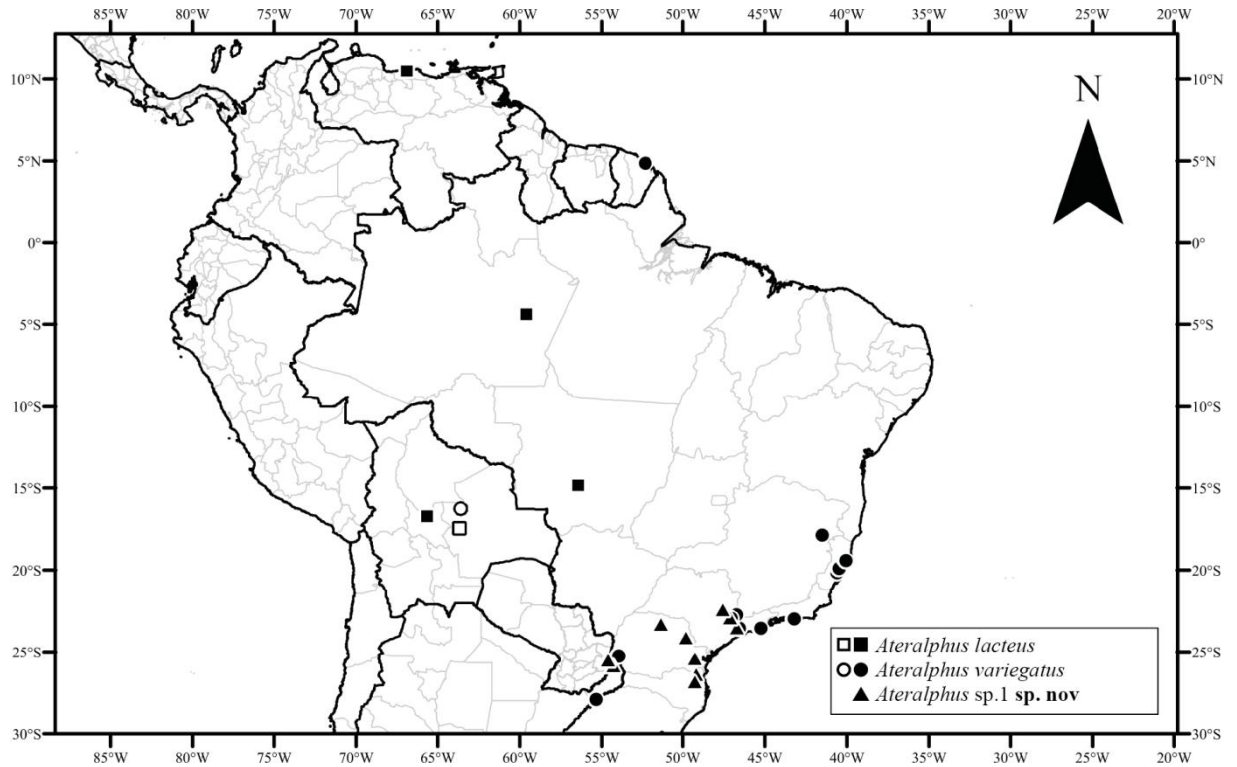 85°W 80°W 75°W 70°W 65°W 60°W 55°W 50°W 45°W 40°W 35°W 30°W 25°W 20°W
10°N 10°N
N
5°N 5°N
0° 0°
5°S 5°S
10°S 10°S
15°S 15°S
20°S 20°S
Ateralphus lacteus
25°S 25°S
Ateralphus variegatus
Ateralphus sp.1 sp. nov
30°S 30°S
85°W 80°W 75°W 70°W 65°W 60°W 55°W 50°W 45°W 40°W 35°W 30°W 25°W 20°W